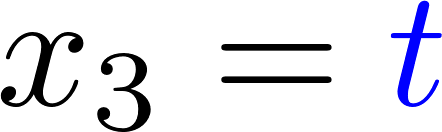 x₃ = t